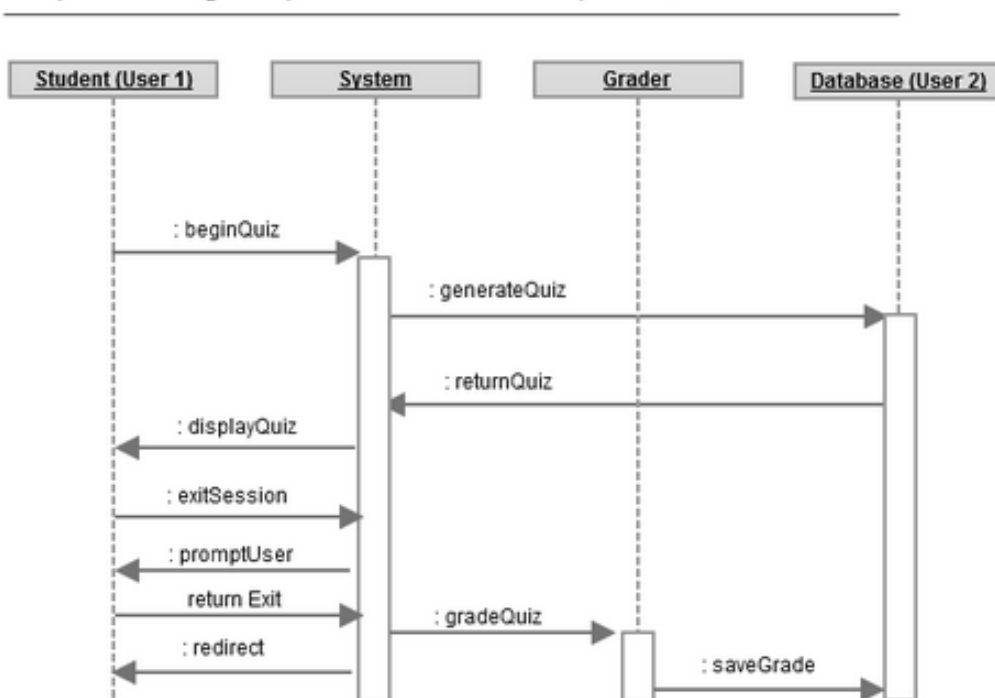 Student (User 1)
System
Grader
Database (User 2)
: beginQuiz
: generateQuiz
: returnQuiz
: displayQuiz
: exitSession
: promptUser
return Exit
: gradeQuiz
: redirect
: saveGrade